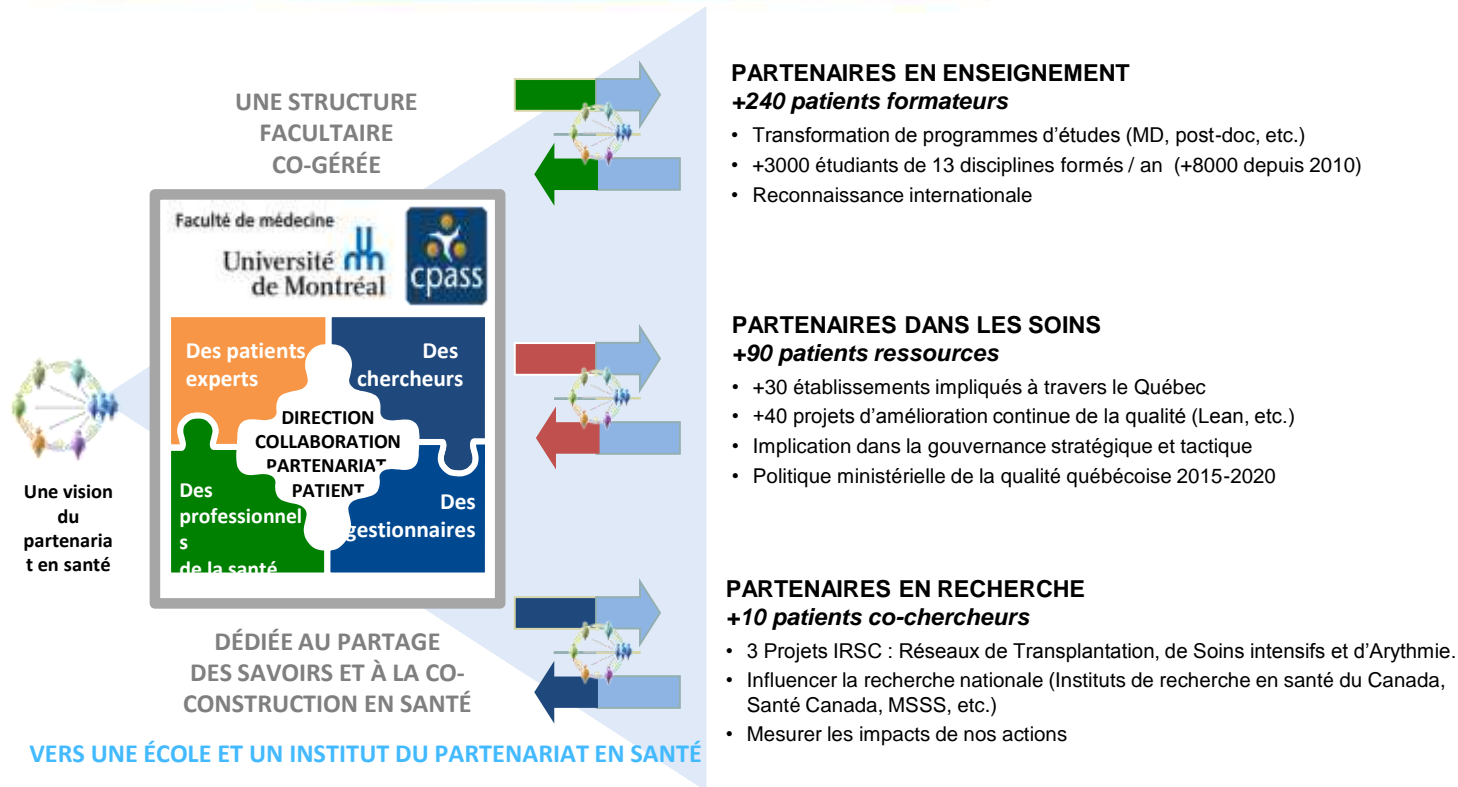 UNE STRUCTURE
FACULTAIRE
CO-GÉRÉE
Faculté de médecine
Université
de Montréal
cpass
Des patients
experts
Des
chercheurs
DIRECTION
COLLABORATION
PARTENARIAT
PATIENT
Des
professionnel
s
de la santé
Des
gestionnaires
Une vision
du
partenaria
t en santé
DÉDIÉE AU PARTAGE
DES SAVOIRS ET À LA CO-
CONSTRUCTION EN SANTÉ
VERS UNE ÉCOLE ET UN INSTITUT DU PARTENARIAT EN SANTÉ
PARTENAIRES EN ENSEIGNEMENT
+240 patients formateurs
• Transformation de programmes d'études (MD, post-doc, etc.)
• +3000 étudiants de 13 disciplines formés / an (+8000 depuis 2010)
• Reconnaissance internationale
PARTENAIRES DANS LES SOINS
+90 patients ressources
• +30 établissements impliqués à travers le Québec
• +40 projets d'amélioration continue de la qualité (Lean, etc.)
• Implication dans la gouvernance stratégique et tactique
• Politique ministérielle de la qualité québécoise 2015-2020
PARTENAIRES EN RECHERCHE
+10 patients co-chercheurs
• 3 Projets IRSC : Réseaux de Transplantation, de Soins intensifs et d'Arythmie.
• Influencer la recherche nationale (Instituts de recherche en santé du Canada,
Santé Canada, MSSS, etc.)
• Mesurer les impacts de nos actions